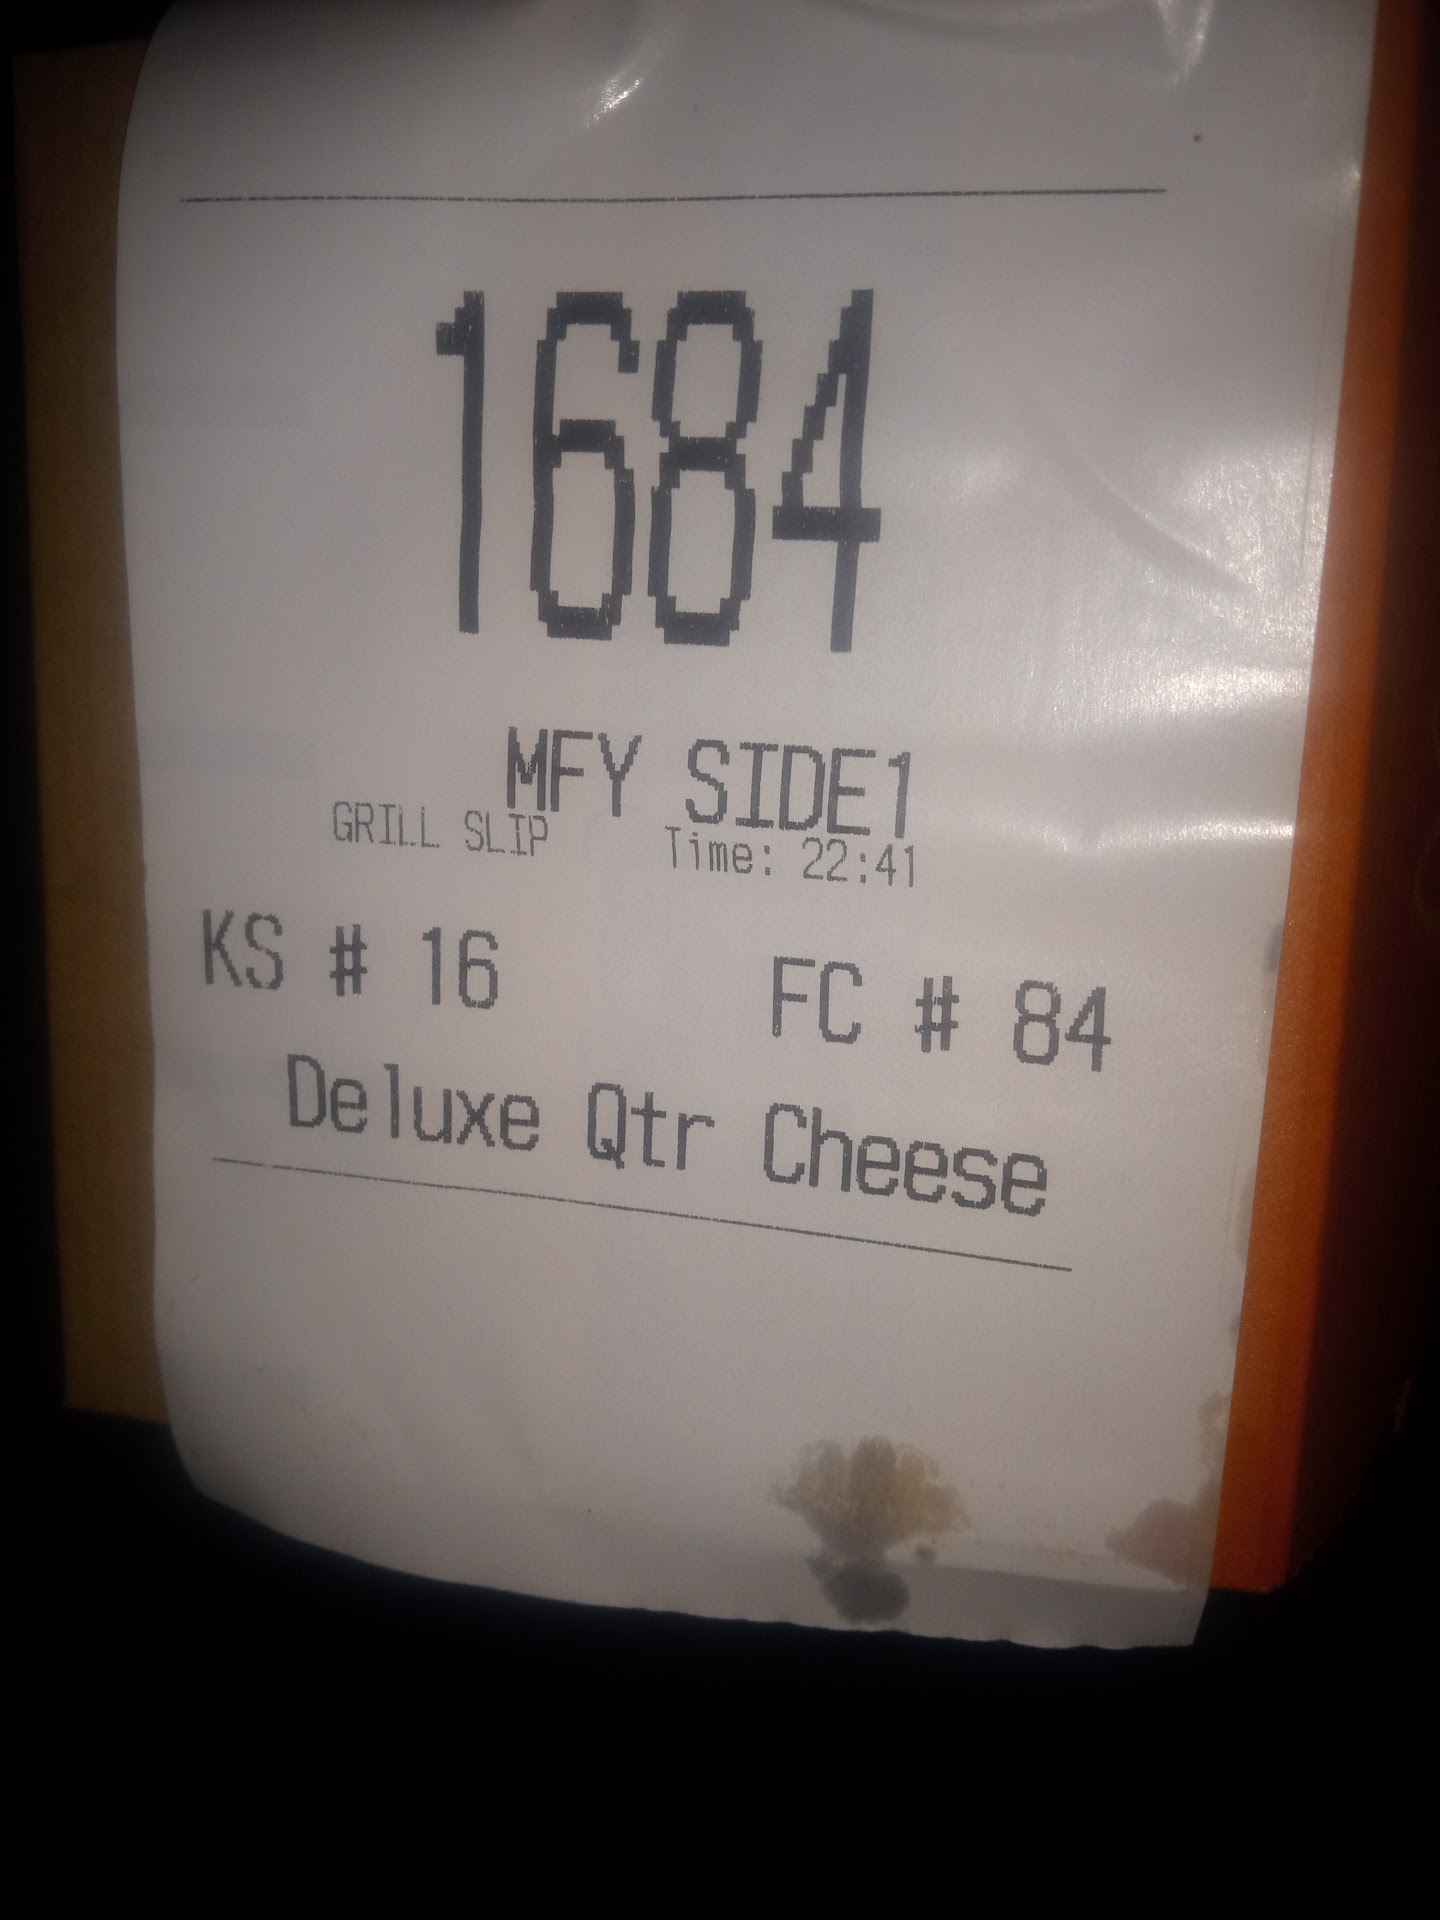 1684
MFY SIDE1
GRILL SLIP Time: 22:41
KS # 16 FC # 84
Deluxe Qtr Cheese